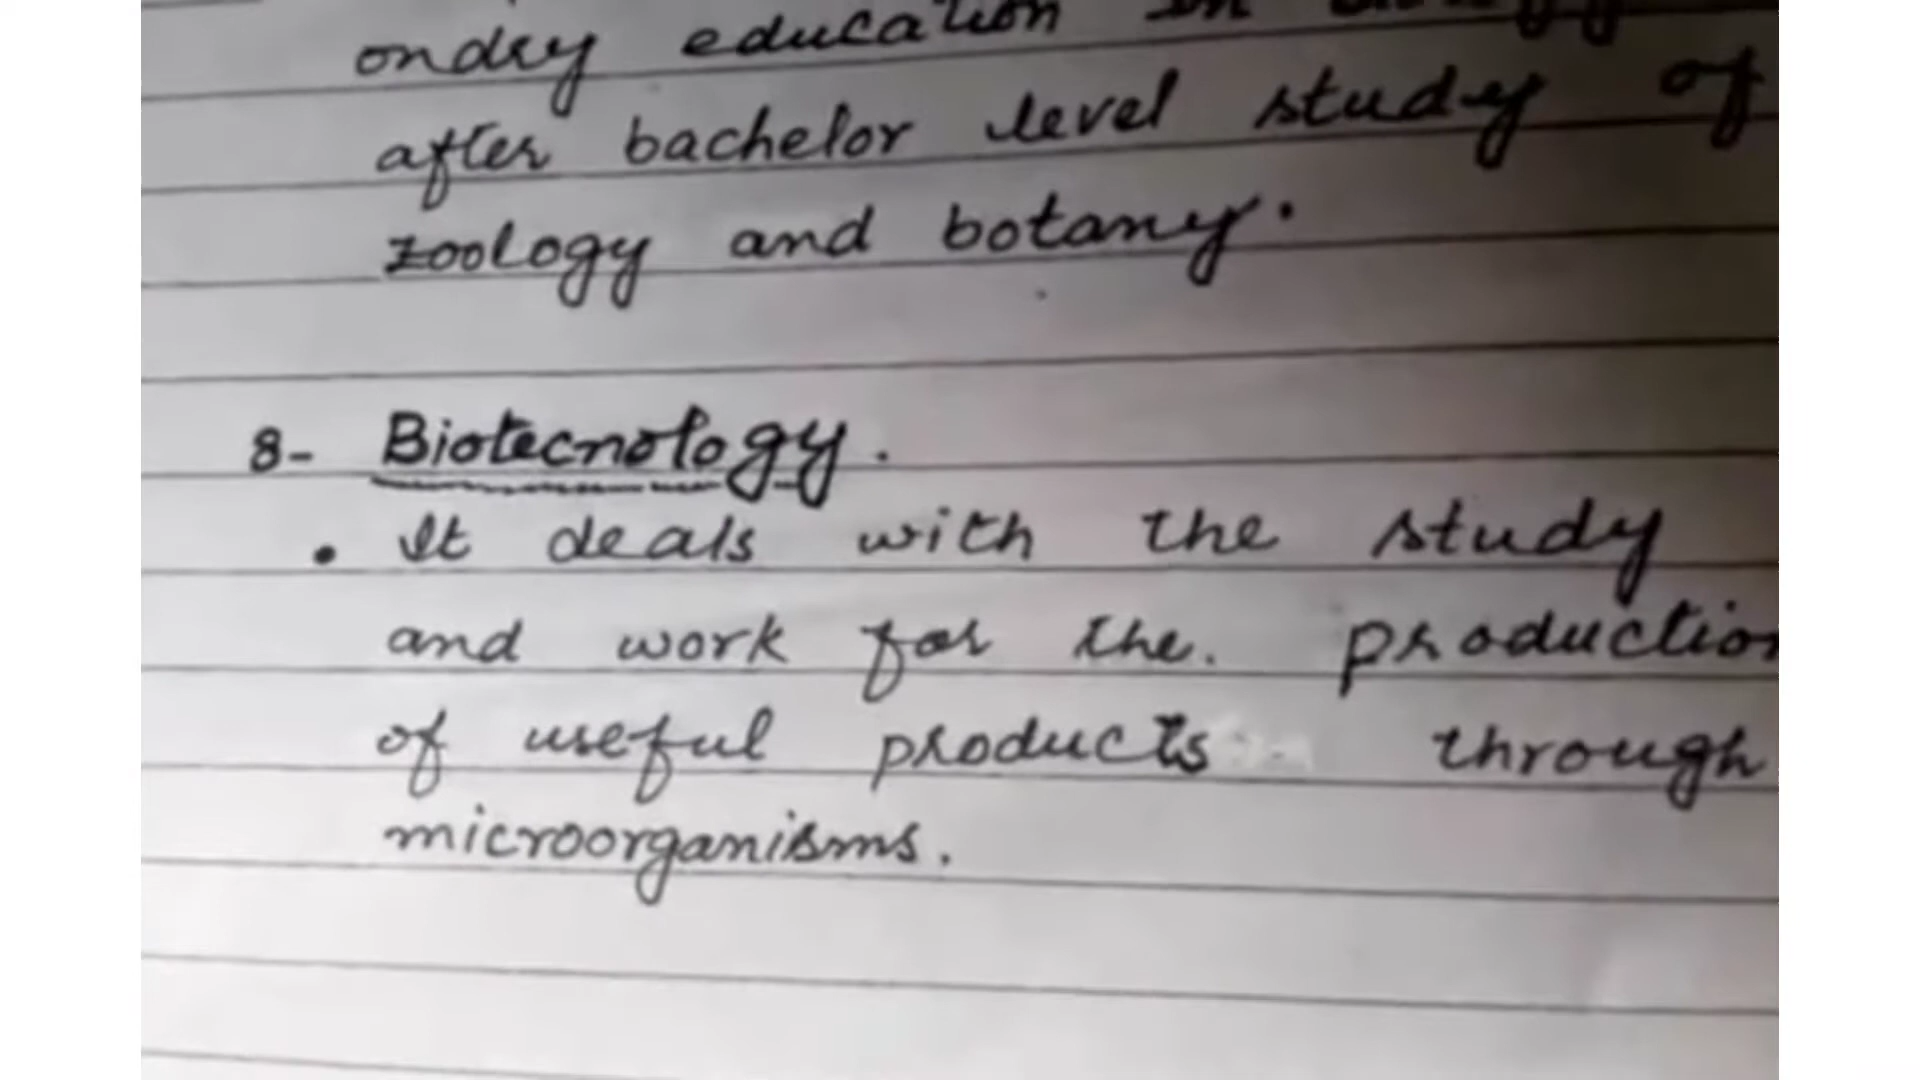 ondry education in
after bachelor level study of
zoology and botany.
8- Biotecnology.
• It deals with the study
and work for the. production
of useful products through
microorganisms.